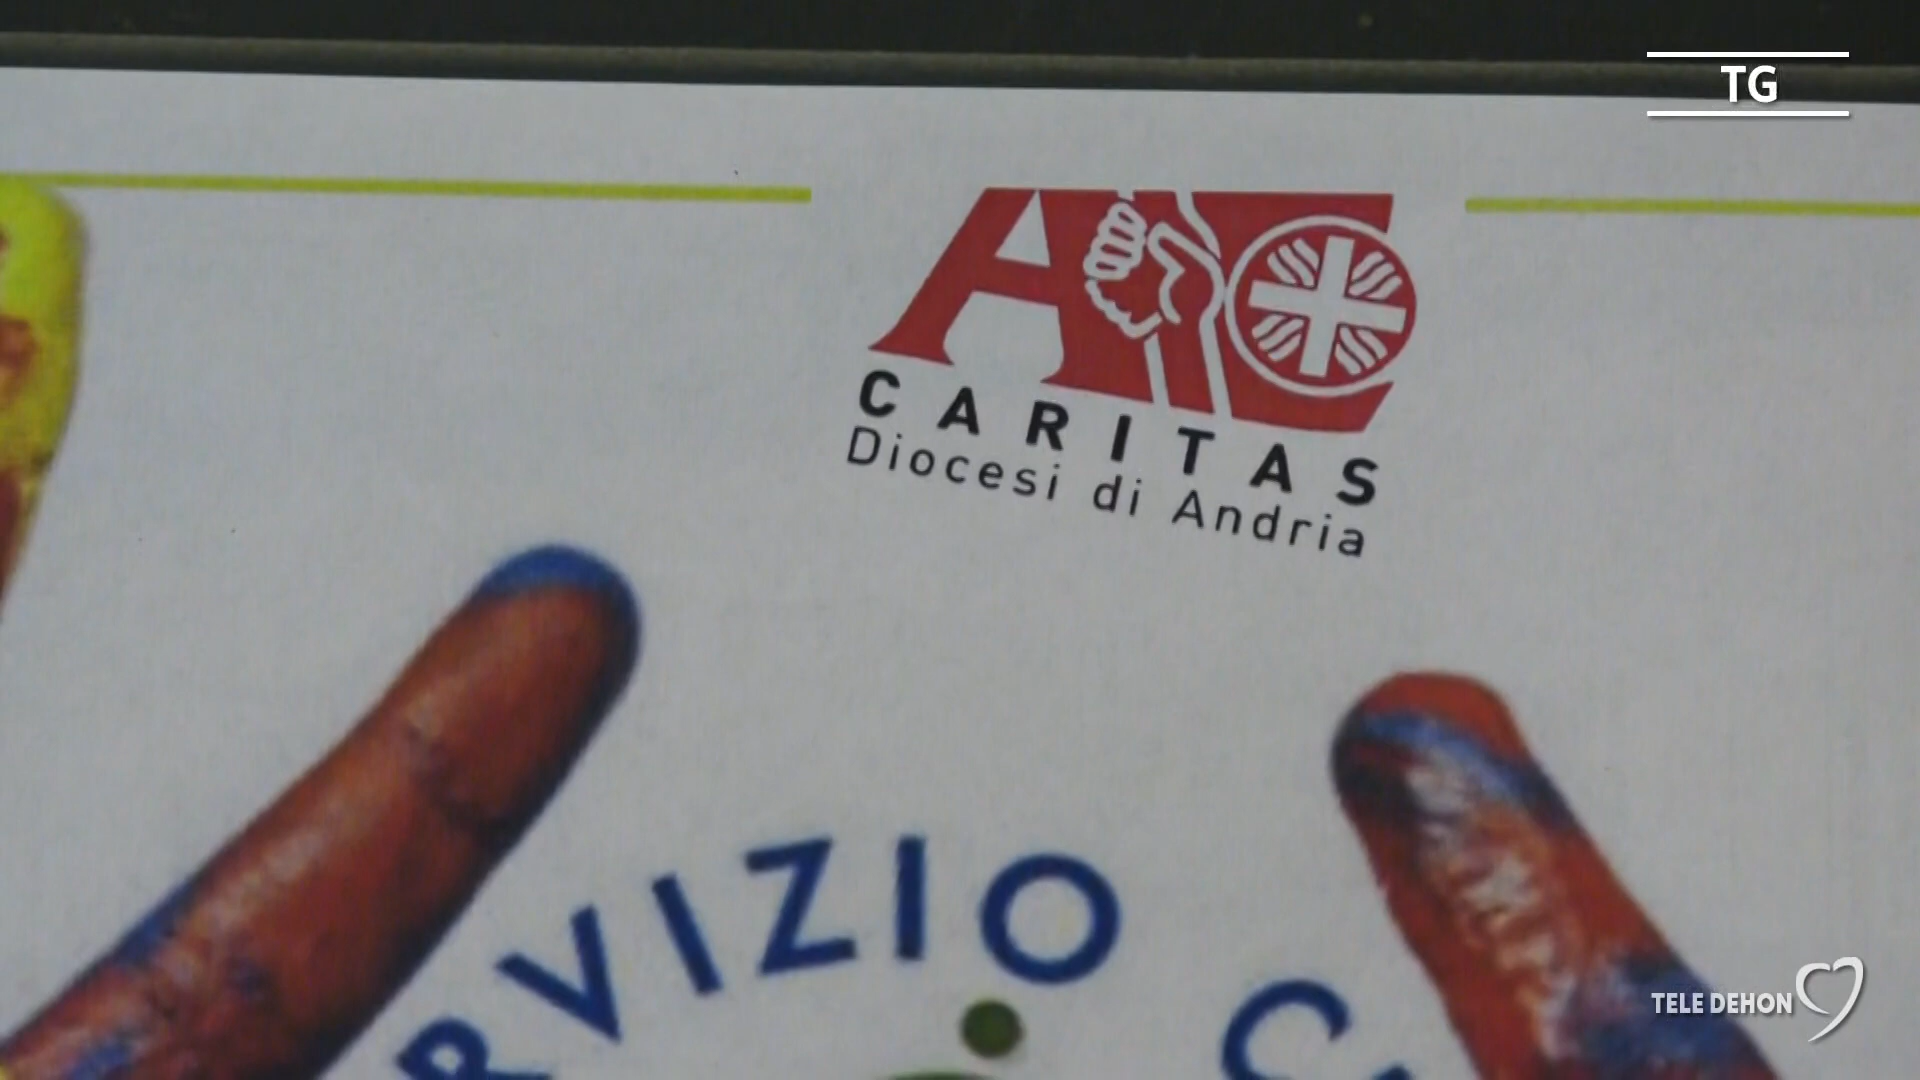 TG
CARITAS
Diocesi di Andria
RVIZIO C
TELE DEHON